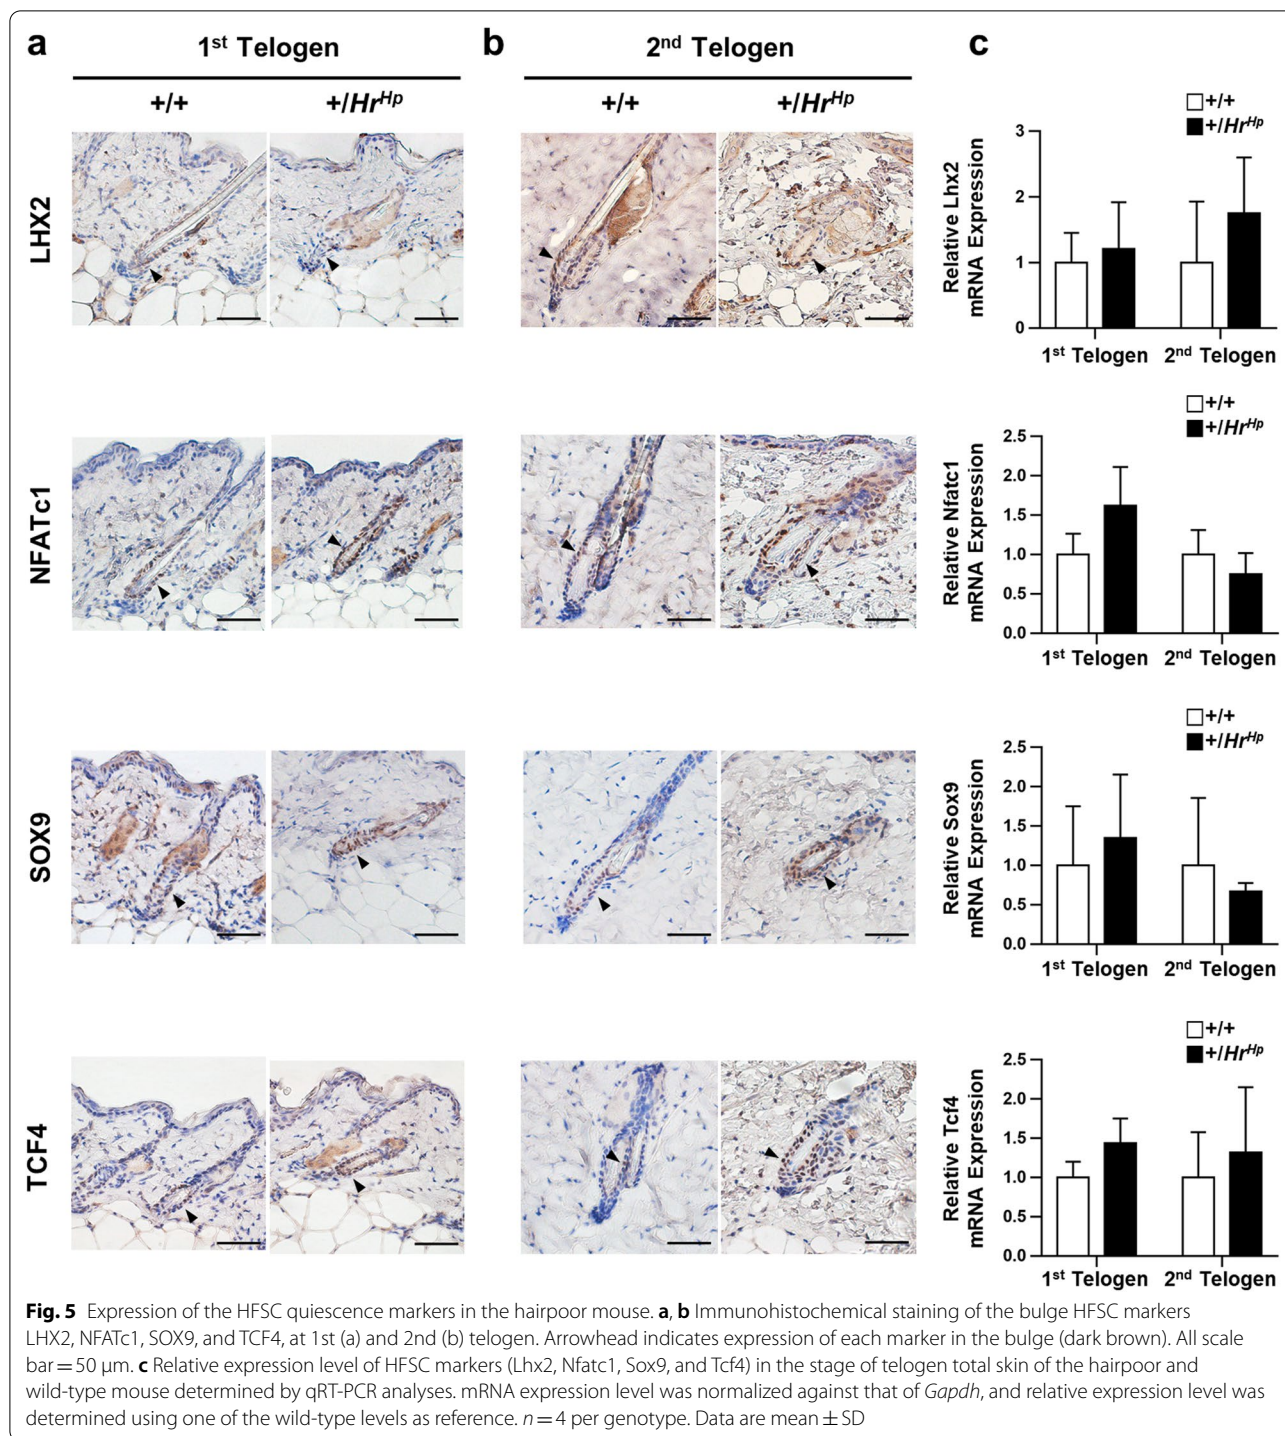 a
1st Telogen
+/+
+/HrHp
b
2nd Telogen
+/+
+/HrHp
c
LHX2
+/+
+/HrHp
Relative Lhx2
mRNA Expression
3
2
1
0
1st Telogen
2nd Telogen
NFATc1
+/+
+/HrHp
Relative Nfatc1
mRNA Expression
2.5
2.0
1.5
1.0
0.5
0.0
1st Telogen
2nd Telogen
SOX9
+/+
+/HrHp
Relative Sox9
mRNA Expression
2.5
2.0
1.5
1.0
0.5
0.0
1st Telogen
2nd Telogen
TCF4
+/+
+/HrHp
Relative Tcf4
mRNA Expression
2.5
2.0
1.5
1.0
0.5
0.0
1st Telogen
2nd Telogen
Fig. 5 Expression of the HFSC quiescence markers in the hairpoor mouse. a, b Immunohistochemical staining of the bulge HFSC markers
LHX2, NFATc1, SOX9, and TCF4, at 1st (a) and 2nd (b) telogen. Arrowhead indicates expression of each marker in the bulge (dark brown). All scale
bar = 50 µm. c Relative expression level of HFSC markers (Lhx2, Nfatc1, Sox9, and Tcf4) in the stage of telogen total skin of the hairpoor and
wild-type mouse determined by qRT-PCR analyses. mRNA expression level was normalized against that of Gapdh, and relative expression level was
determined using one of the wild-type levels as reference. n = 4 per genotype. Data are mean ± SD